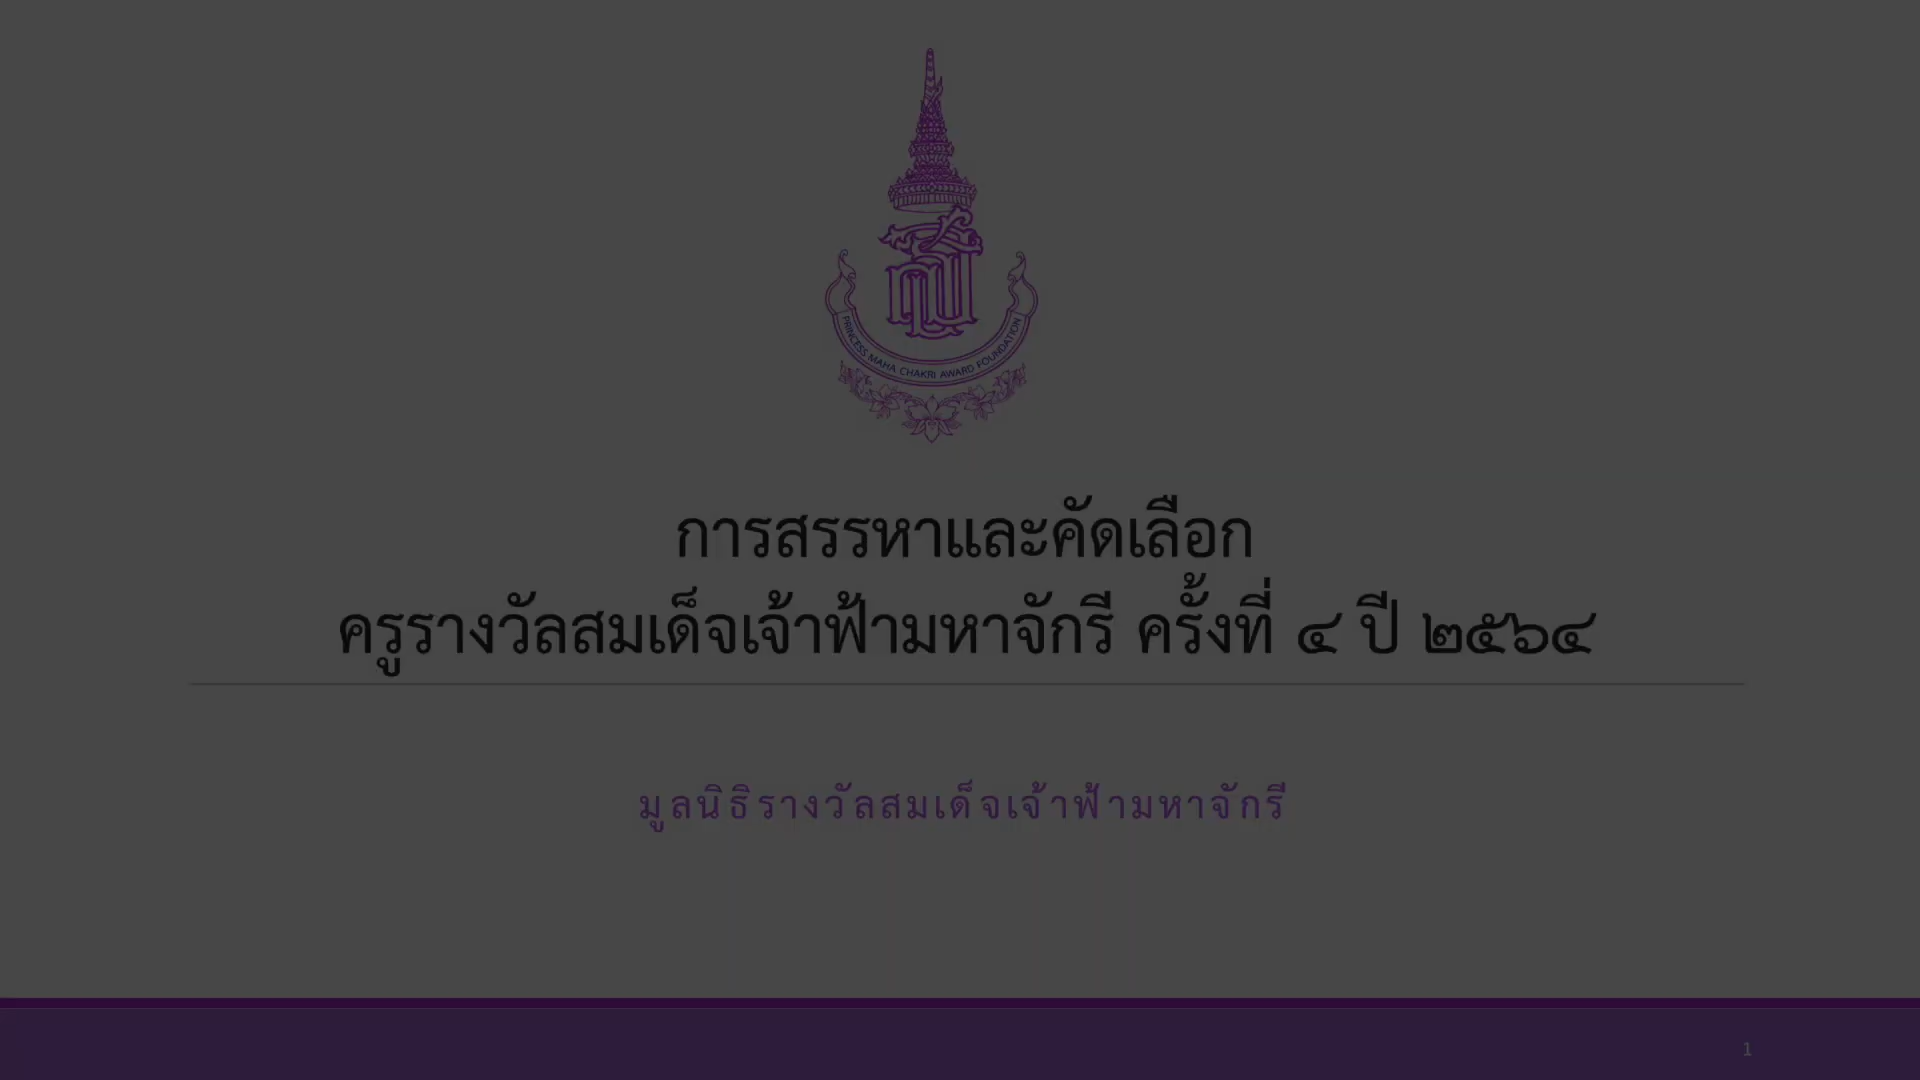 PRINCESS MAHA CHAKRI AWARD FOUNDATION
การสรรหาและคัดเลือก
ครูรางวัลสมเด็จเจ้าฟ้ามหาจักรี ครั้งที่ ๔ ปี ๒๕๖๔
มูลนิธิรางวัลสมเด็จเจ้าฟ้ามหาจักรี
1